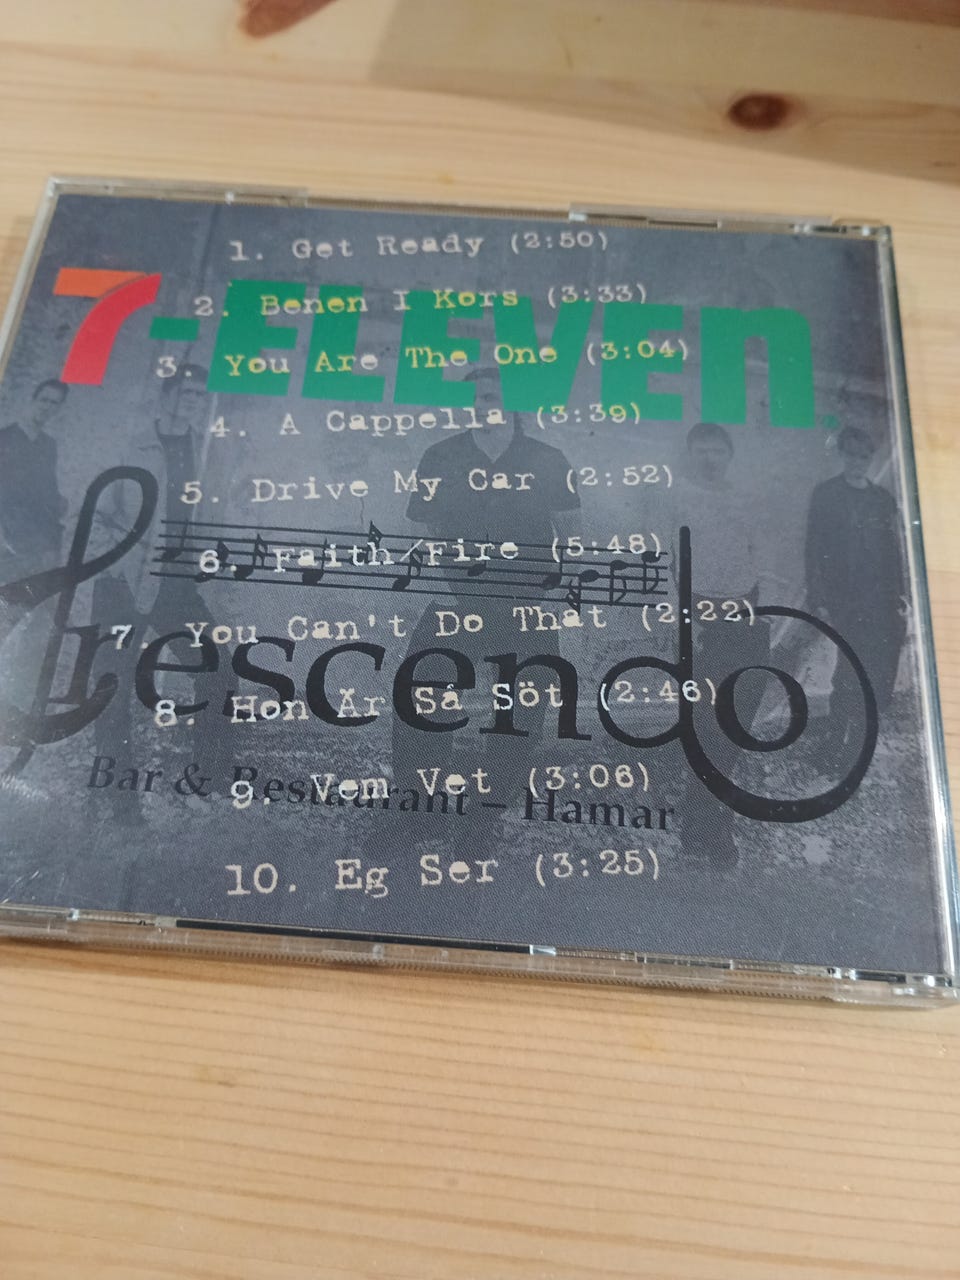 1. Get Ready (2:50)
7-ELEVEn
2. Benen I Kors (3:33)
3. You Are The One (3:04)
4. A Cappella (3:39)
5. Drive My Car (2:52)
6. Faith/Fire (5:48)
7. You Can't Do That (2:22)
Crescendo
8. Hon Är Så Söt (2:46)
9. Vem Vet (3:06)
Bar & Restaurant – Hamar
10. Eg Ser (3:25)